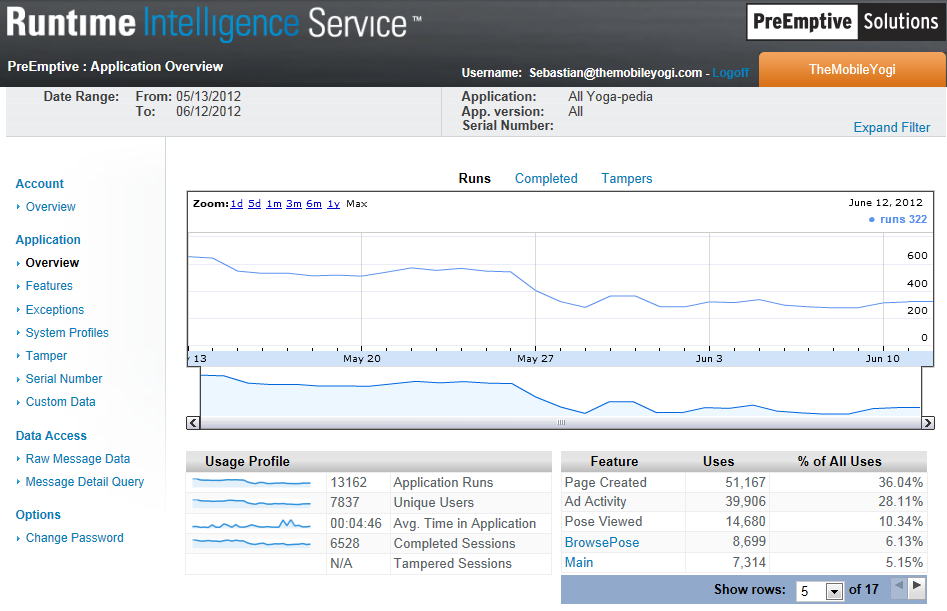 Runtime Intelligence Service™
PreEmptive Solutions
PreEmptive : Application Overview
Username: Sebastian@themobileyogi.com - Logoff
TheMobileYogi
Date Range: From: 05/13/2012
To: 06/12/2012
Application: All Yoga-pedia
App. version: All
Serial Number:
Expand Filter
Account
Overview
Application
Overview
Features
Exceptions
System Profiles
Tamper
Serial Number
Custom Data
Data Access
Raw Message Data
Message Detail Query
Options
Change Password
Runs Completed Tampers
Zoom: 1d 5d 1m 3m 6m 1y Max
June 12, 2012
runs 322
600
400
200
0
13 May 20 May 27 Jun 3 Jun 10
Usage Profile
13162 Application Runs
7837 Unique Users
00:04:46 Avg. Time in Application
6528 Completed Sessions
N/A Tampered Sessions
Feature Uses % of All Uses
Page Created 51,167 36.04%
Ad Activity 39,906 28.11%
Pose Viewed 14,680 10.34%
BrowsePose 8,699 6.13%
Main 7,314 5.15%
Show rows: 5 of 17